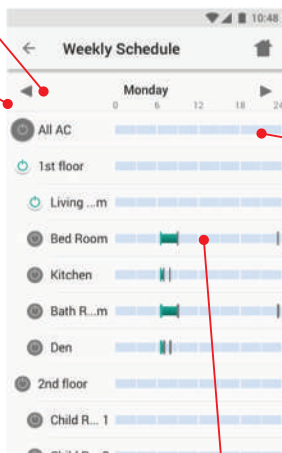 10:48
Weekly Schedule
Monday
0 6 12 18 24
All AC
1st floor
Living ...m
Bed Room
Kitchen
Bath R...m
Den
2nd floor
Child R... 1